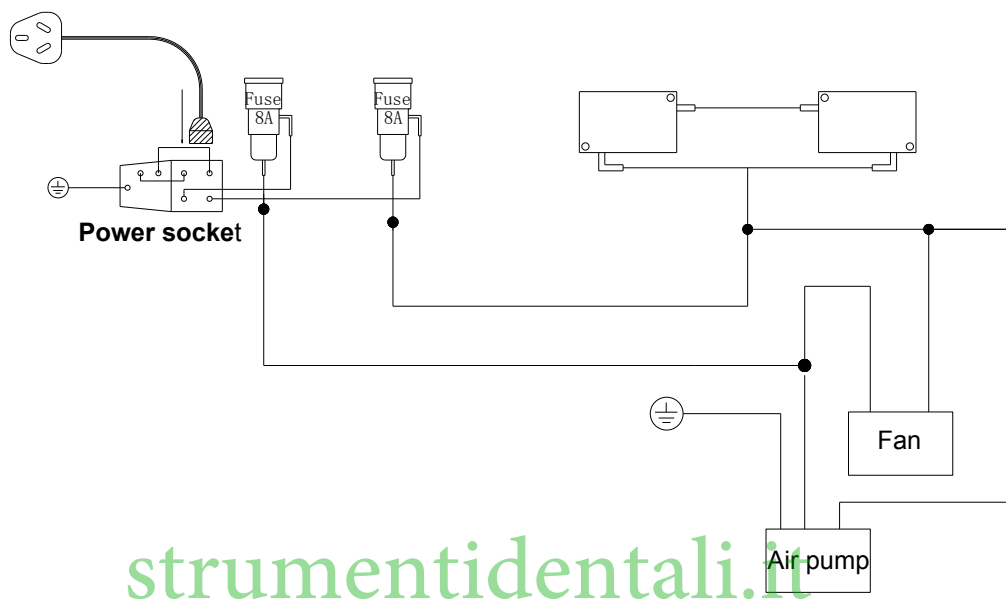 Fuse
8A
Fuse
8A
Power socket
Fan
Air pump
strumentidentali.it